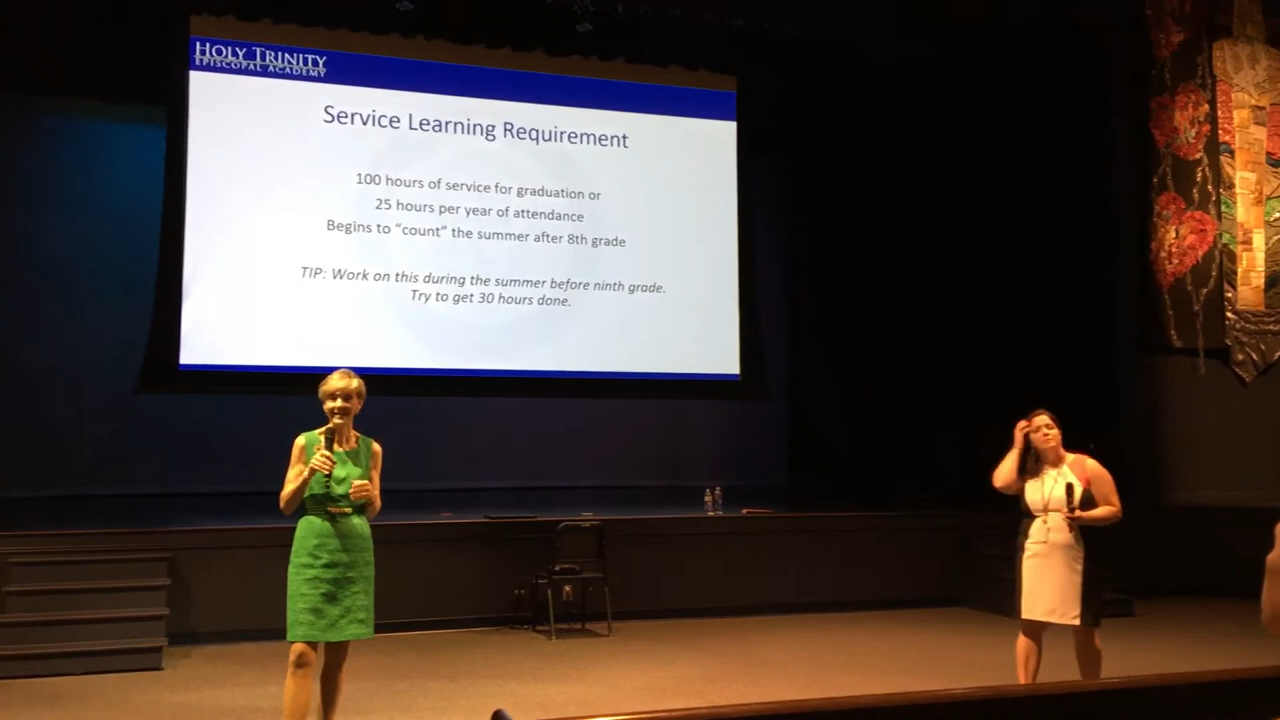 HOLY TRINITY
EPISCOPAL ACADEMY
Service Learning Requirement
100 hours of service for graduation or
25 hours per year of attendance
Begins to “count” the summer after 8th grade
TIP: Work on this during the summer before ninth grade.
Try to get 30 hours done.